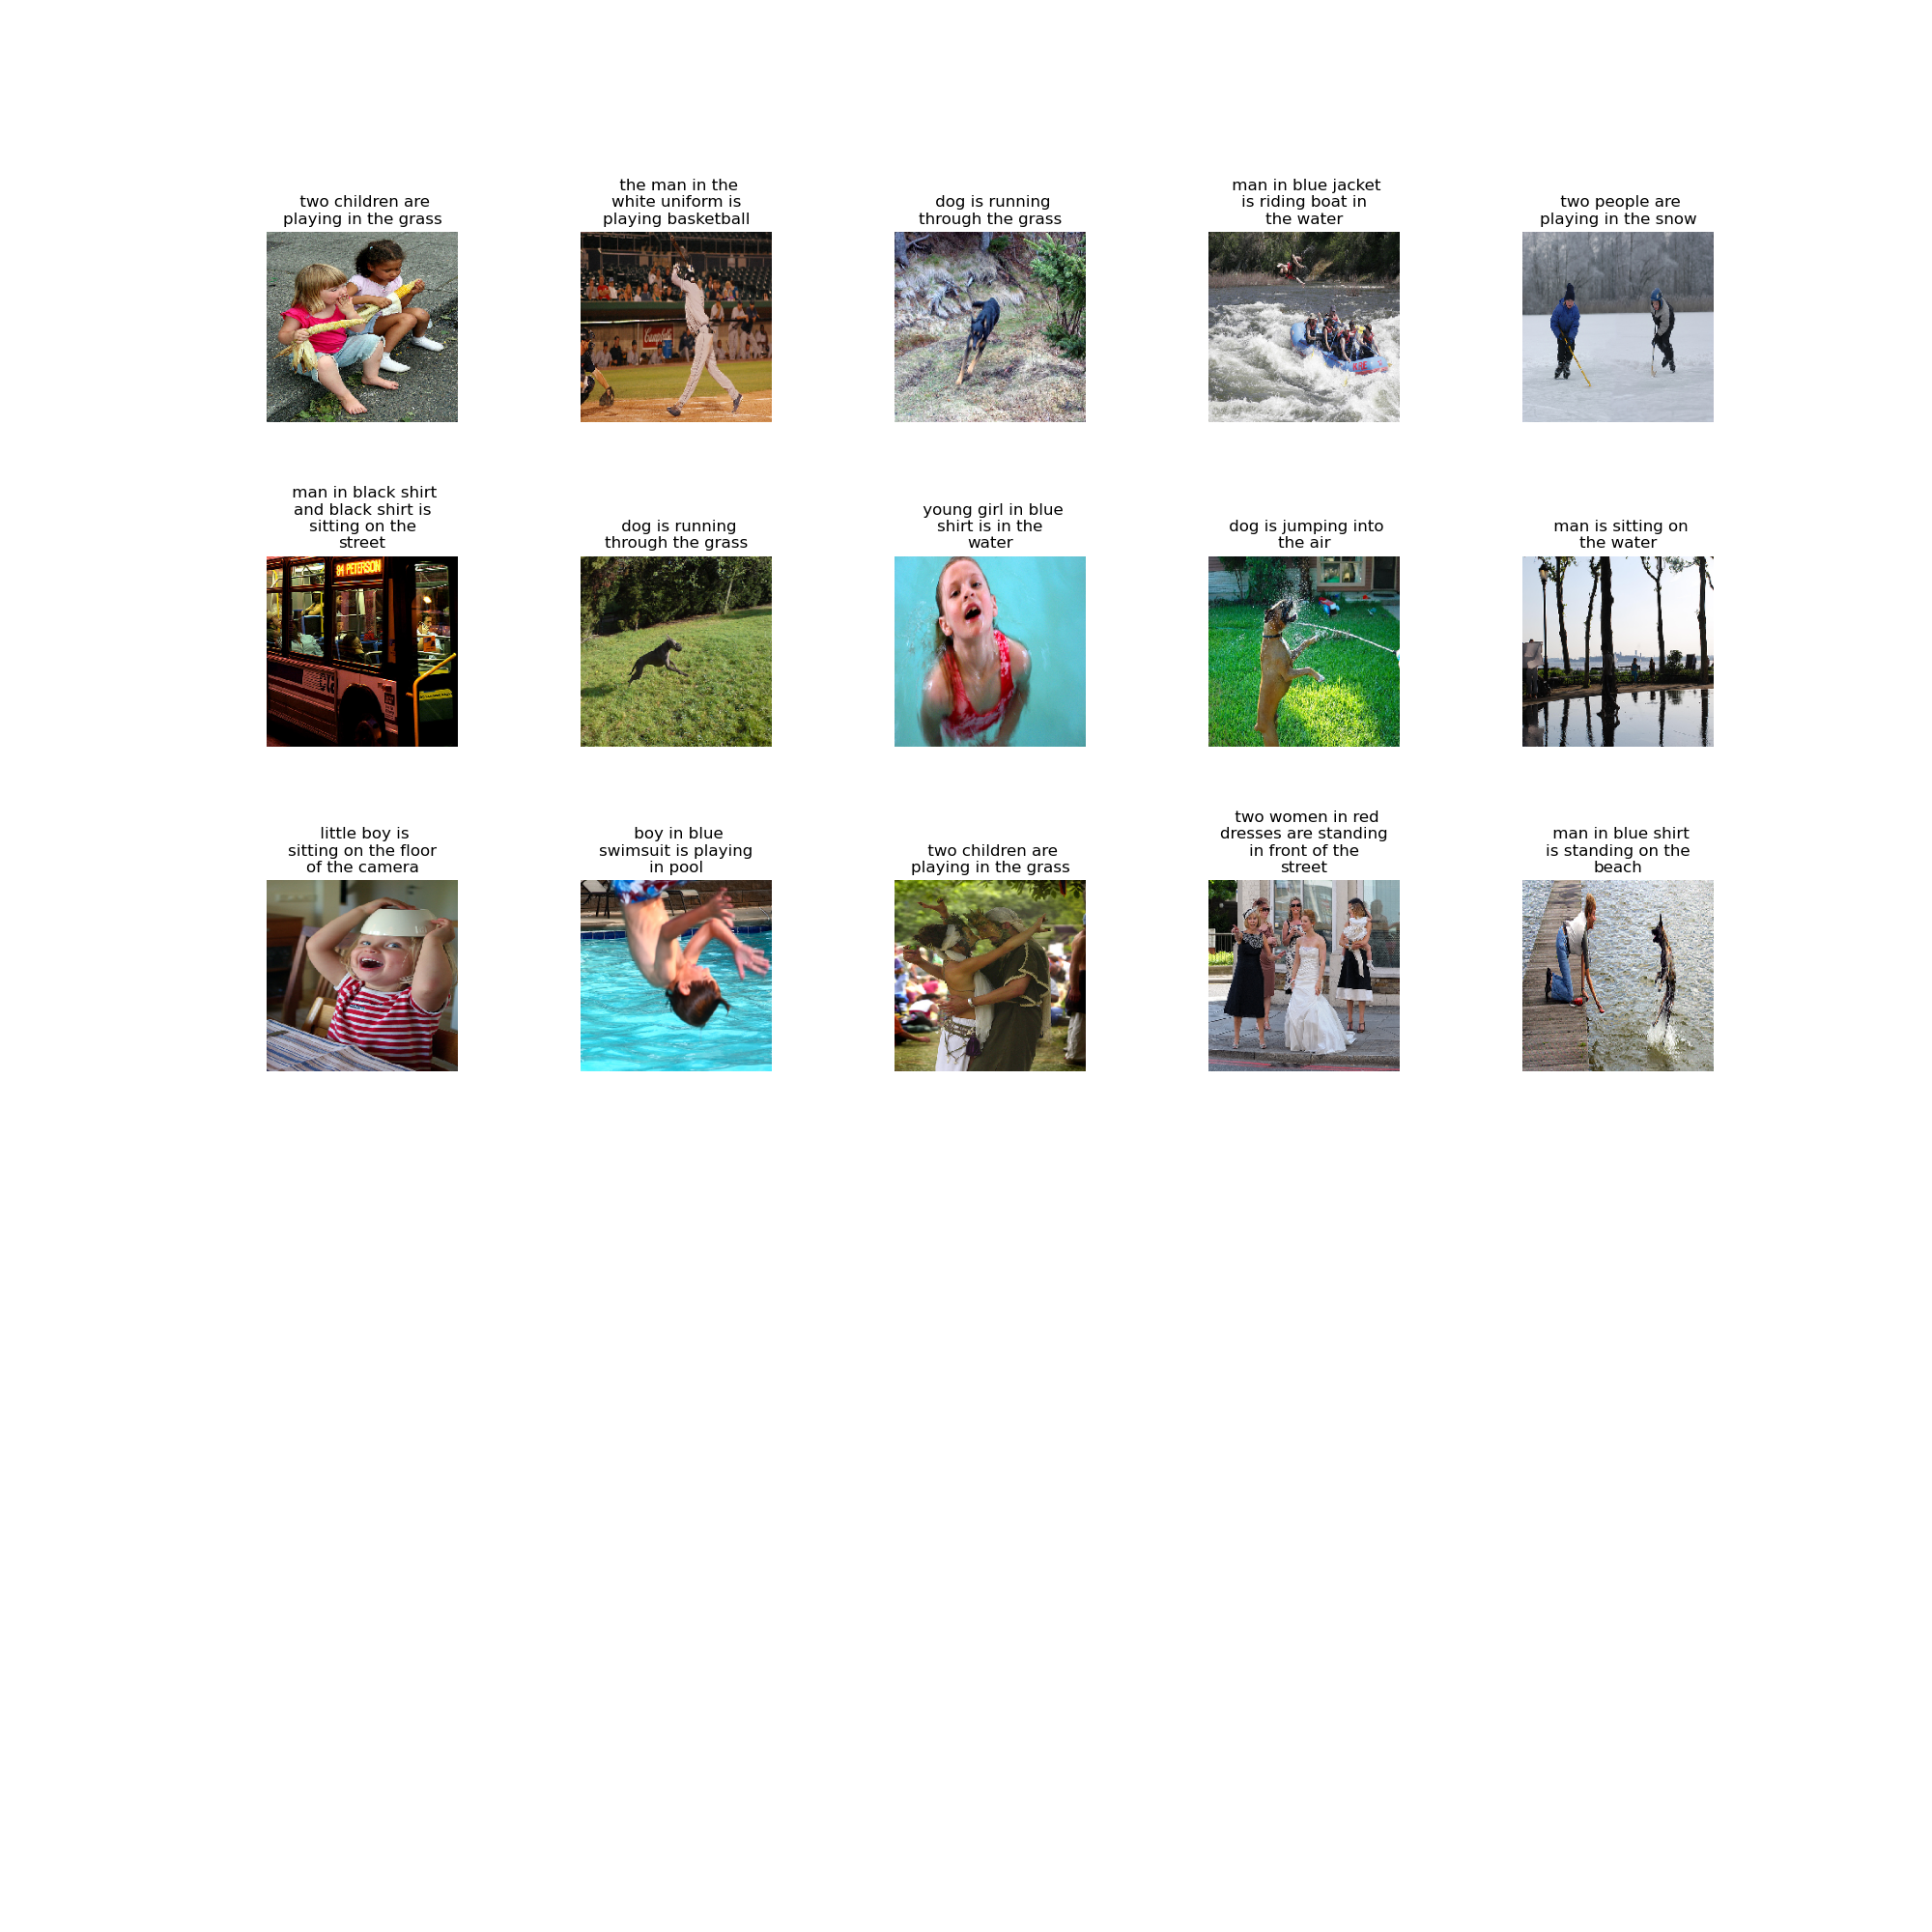 two children are
playing in the grass
the man in the
white uniform is
playing basketball
dog is running
through the grass
man in blue jacket
is riding boat in
the water
two people are
playing in the snow
man in black shirt
and black shirt is
sitting on the
street
94 PETERSON
dog is running
through the grass
young girl in blue
shirt is in the
water
dog is jumping into
the air
man is sitting on
the water
little boy is
sitting on the floor
of the camera
boy in blue
swimsuit is playing
in pool
two children are
playing in the grass
two women in red
dresses are standing
in front of the
street
man in blue shirt
is standing on the
beach